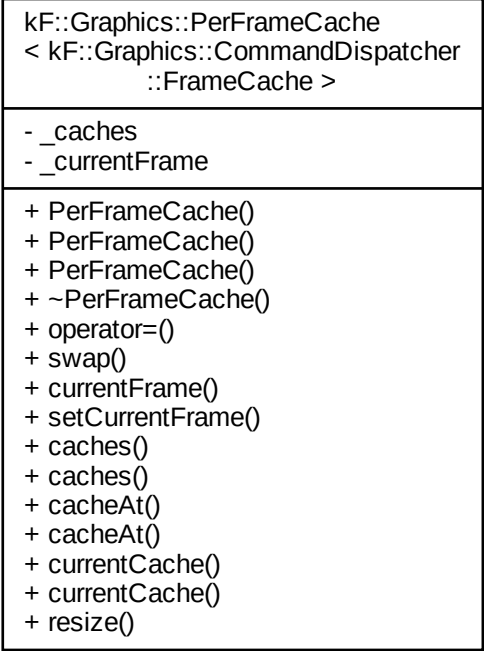 kF::Graphics::PerFrameCache
< kF::Graphics::CommandDispatcher
::FrameCache >
- _caches
- _currentFrame
+ PerFrameCache()
+ PerFrameCache()
+ PerFrameCache()
+ ~PerFrameCache()
+ operator=()
+ swap()
+ currentFrame()
+ setCurrentFrame()
+ caches()
+ caches()
+ cacheAt()
+ cacheAt()
+ currentCache()
+ currentCache()
+ resize()